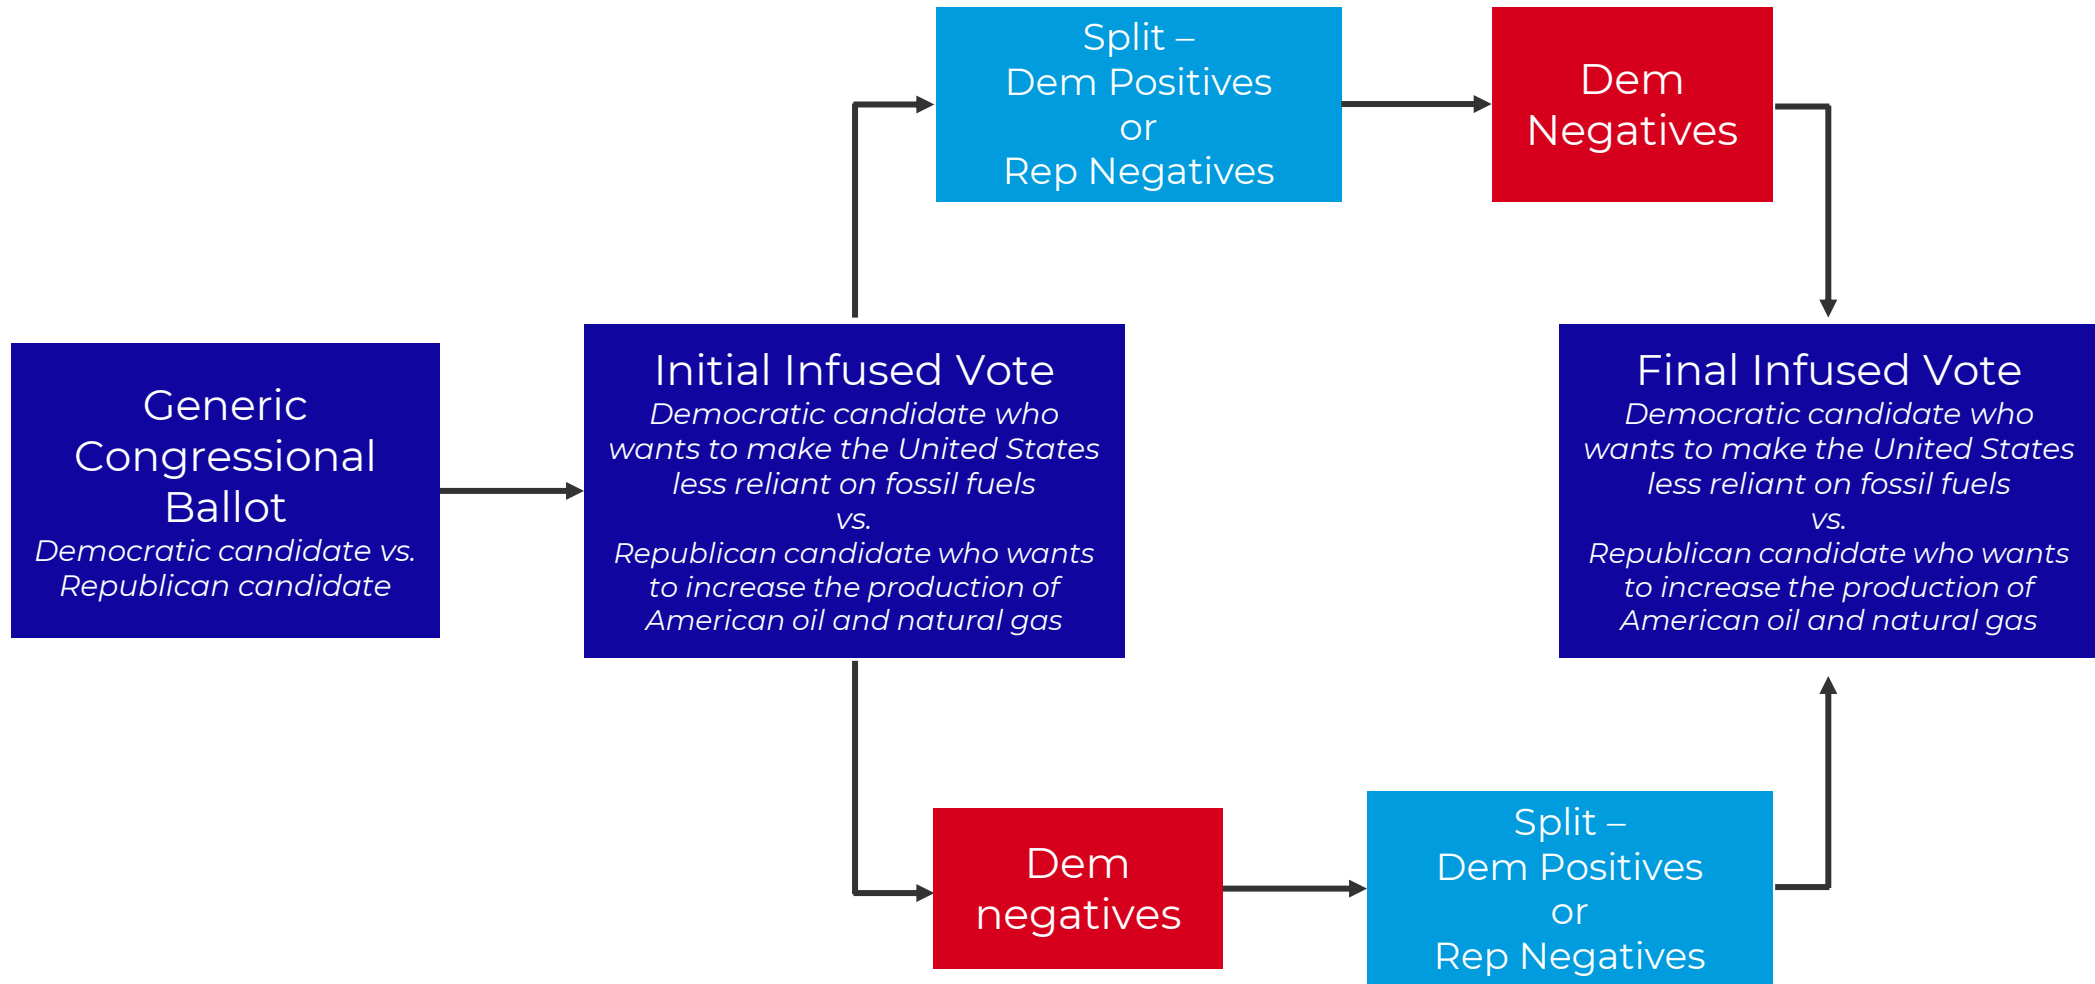 Split –
Dem Positives
or
Rep Negatives
Dem
Negatives
Generic
Congressional
Ballot
Democratic candidate vs.
Republican candidate
Initial Infused Vote
Democratic candidate who
wants to make the United States
less reliant on fossil fuels
vs.
Republican candidate who wants
to increase the production of
American oil and natural gas
Final Infused Vote
Democratic candidate who
wants to make the United States
less reliant on fossil fuels
vs.
Republican candidate who wants
to increase the production of
American oil and natural gas
Dem
negatives
Split –
Dem Positives
or
Rep Negatives